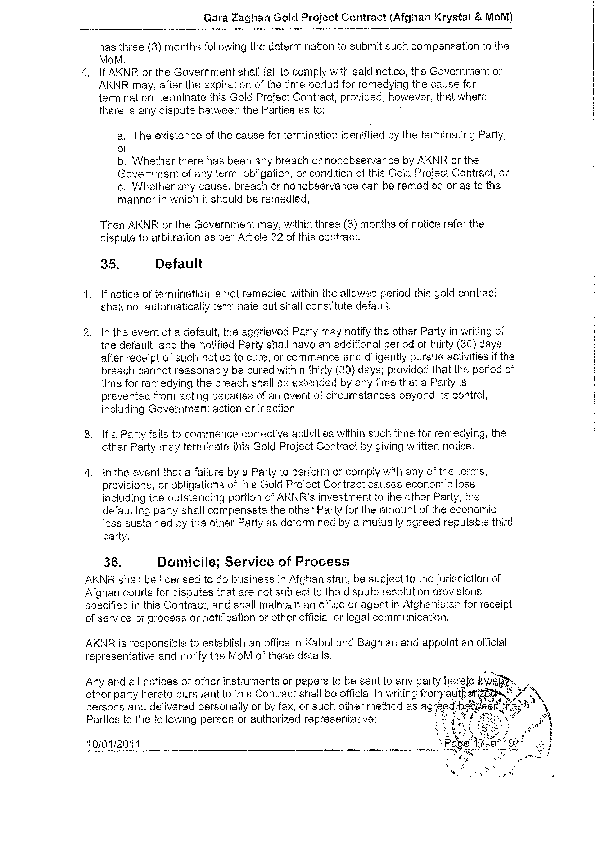 Qara Zaghan Gold Project Contract (Afghan Krystal & MoM)
has three (3) months following the determination to submit such compensation to the
MoM.
4. If AKNR or the Government shall fail to comply with said notice, the Government or
AKNR may, after the expiration of the time period for remedying the cause for
termination, terminate this Gold Project Contract, provided, however, that where
there is any dispute between the Parties as to:
a. The existence of the cause for termination identified by the terminating Party,
or
b. Whether there has been any breach or nonobservance by AKNR or the
Government of any term, obligation, or condition of this Gold Project Contract, or
c. Whether any cause, breach or nonobservance can be remedied or as to the
manner in which it should be remedied,
Then AKNR or the Government may, within three (3) months of notice refer the
dispute to arbitration as per Article 32 of this contract.
35. Default
1. If notice of termination is not remedied within the allowed period this gold contract
shall not automatically terminate but shall constitute default.
2. In the event of a default, the aggrieved Party may notify the other Party in writing of
the default, and the notified Party shall have an additional period of thirty (30) days
after receipt of such notice to cure, or commence and diligently pursue activities if the
breach cannot reasonably be cured within thirty (30) days; provided that the period of
time for remedying the breach shall be extended by any time that a Party is
prevented from acting because of an event of circumstances beyond its control,
including Government action or inaction.
3. If a Party fails to commence corrective activities within such time for remedying, the
other Party may terminate this Gold Project Contract by giving written notice.
4. In the event that a failure by a Party to perform or comply with any of the terms,
provisions, or obligations of this Gold Project Contract causes economic loss
including the outstanding portion of AKNR's investment to the other Party, the
defaulting party shall compensate the other Party for the amount of the economic
loss sustained by the other Party as determined by a mutually agreed reputable third
party.
36. Domicile; Service of Process
AKNR shall be licensed to do business in Afghanistan, be subject to the jurisdiction of
Afghan courts for disputes that are not subject to the dispute resolution provisions
specified in this Contract, and shall maintain an office or agent in Afghanistan for receipt
of service of process or notification or other official or legal communication.
AKNR is responsible to establish an office in Kabul and Baghlan and appoint an official
representative and notify the MoM of these details.
Any and all notices or other instruments or papers to be sent to any party hereto by any
other party hereto pursuant to this Contract shall be official in writing from authorized
persons and delivered personally or by fax, or such other method as agreed between the
Parties to the following person or authorized representative:
10/01/2011
Page